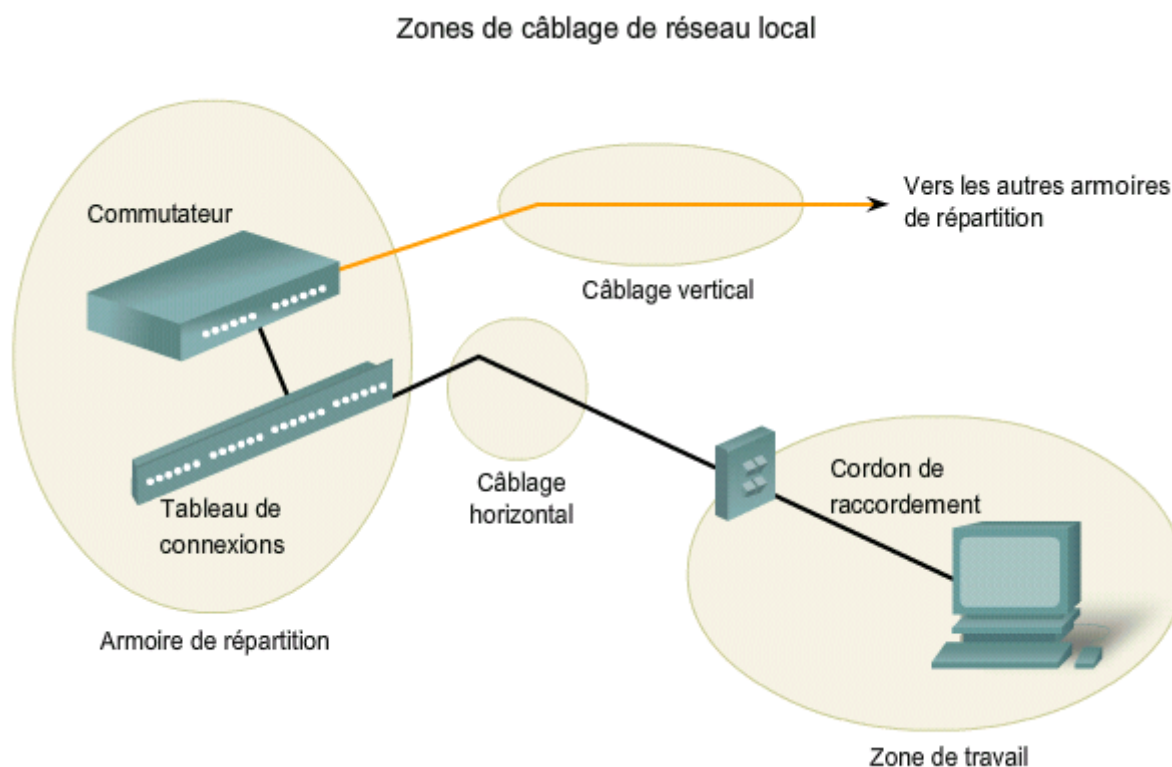 Zones de câblage de réseau local
Commutateur
Vers les autres armoires
de répartition
Câblage vertical
Câblage
horizontal
Tableau de
connexions
Cordon de
raccordement
Armoire de répartition
Zone de travail